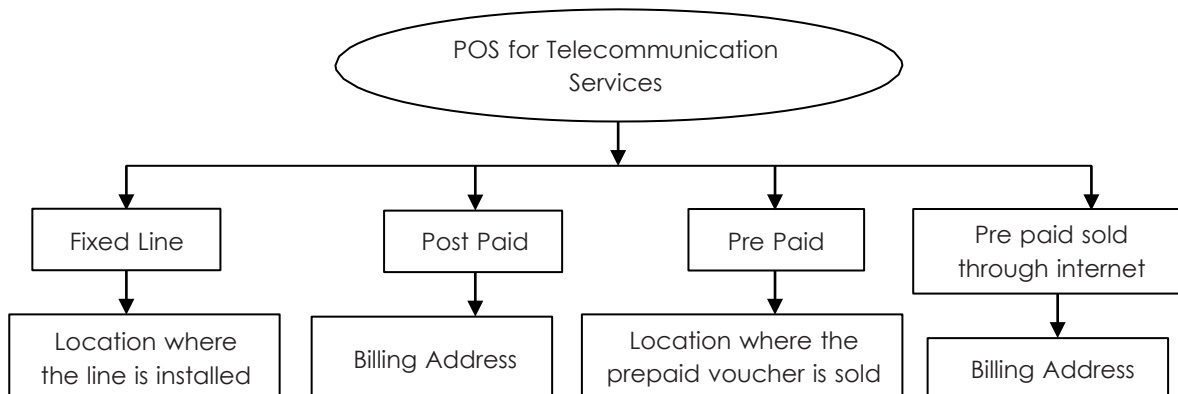 POS for Telecommunication
Services
Fixed Line
Post Paid
Pre Paid
Pre paid sold
through internet
Location where
the line is installed
Billing Address
Location where the
prepaid voucher is sold
Billing Address